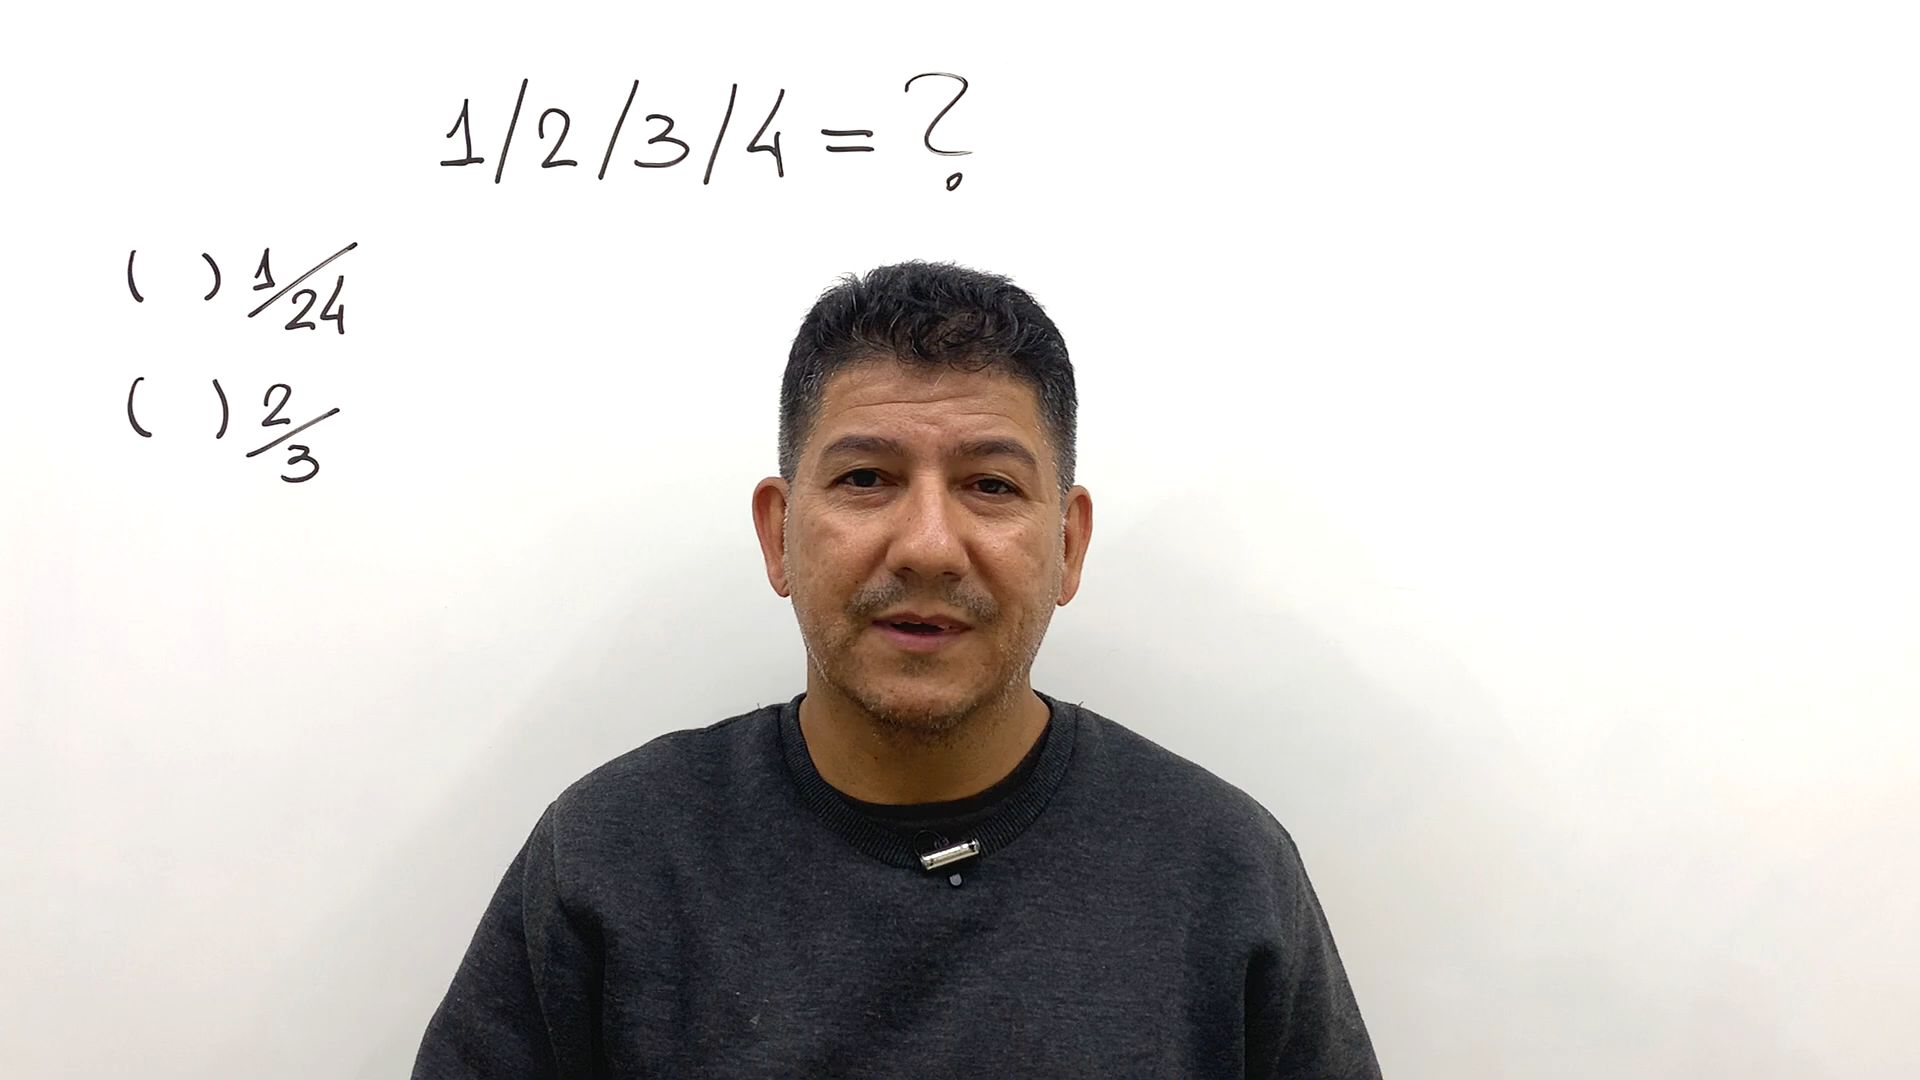 1/2/3/4 = ?
( ) 1/24
( ) 2/3